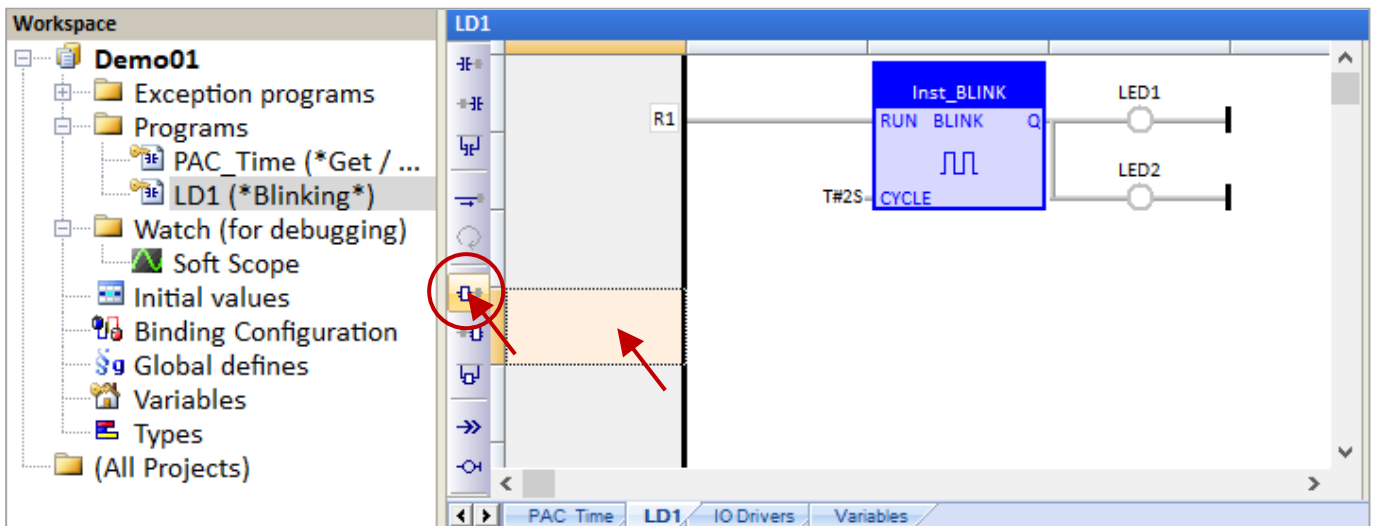 Workspace
Demo01
Exception programs
Programs
PAC_Time (*Get / ...
LD1 (*Blinking*)
Watch (for debugging)
Soft Scope
Initial values
Binding Configuration
§g Global defines
Variables
Types
(All Projects)
LD1
R1
Inst_BLINK
RUN BLINK Q
T#2S
CYCLE
LED1
LED2
PAC_Time LD1 IO Drivers Variables